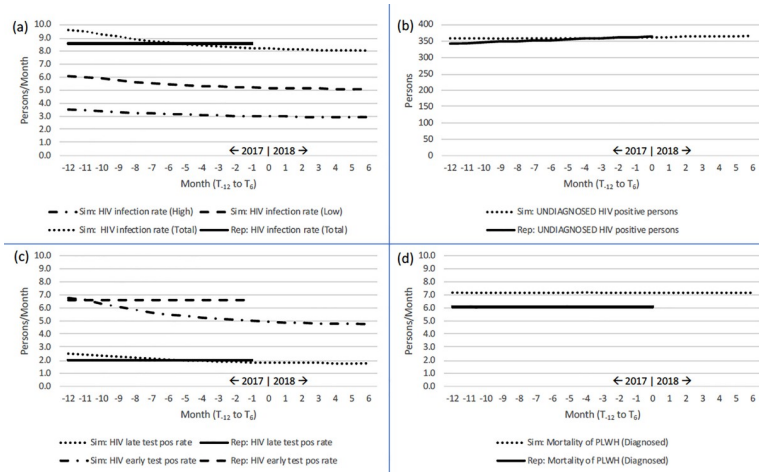 (a)
10.0
9.0
8.0
7.0
6.0
5.0
4.0
3.0
2.0
1.0
0.0
Persons/Month
← 2017 | 2018 →
-12 -11 -10 -9 -8 -7 -6 -5 -4 -3 -2 -1 0 1 2 3 4 5 6
Month (T-12 to T6)
Sim: HIV infection rate (High) Sim: HIV infection rate (Low)
Sim: HIV infection rate (Total) Rep: HIV infection rate (Total)
(b)
400
350
300
250
200
150
100
50
0
Persons
← 2017 | 2018 →
-12 -11 -10 -9 -8 -7 -6 -5 -4 -3 -2 -1 0 1 2 3 4 5 6
Month (T-12 to T6)
Sim: UNDIAGNOSED HIV positive persons
Rep: UNDIAGNOSED HIV positive persons
(c)
10.0
9.0
8.0
7.0
6.0
5.0
4.0
3.0
2.0
1.0
0.0
Persons/Month
← 2017 | 2018 →
-12 -11 -10 -9 -8 -7 -6 -5 -4 -3 -2 -1 0 1 2 3 4 5 6
Month (T-12 to T6)
Sim: HIV late test pos rate Rep: HIV late test pos rate
Sim: HIV early test pos rate Rep: HIV early test pos rate
(d)
10.0
9.0
8.0
7.0
6.0
5.0
4.0
3.0
2.0
1.0
0.0
Persons/Month
← 2017 | 2018 →
-12 -11 -10 -9 -8 -7 -6 -5 -4 -3 -2 -1 0 1 2 3 4 5 6
Month (T-12 to T6)
Sim: Mortality of PLWH (Diagnosed)
Rep: Mortality of PLWH (Diagnosed)